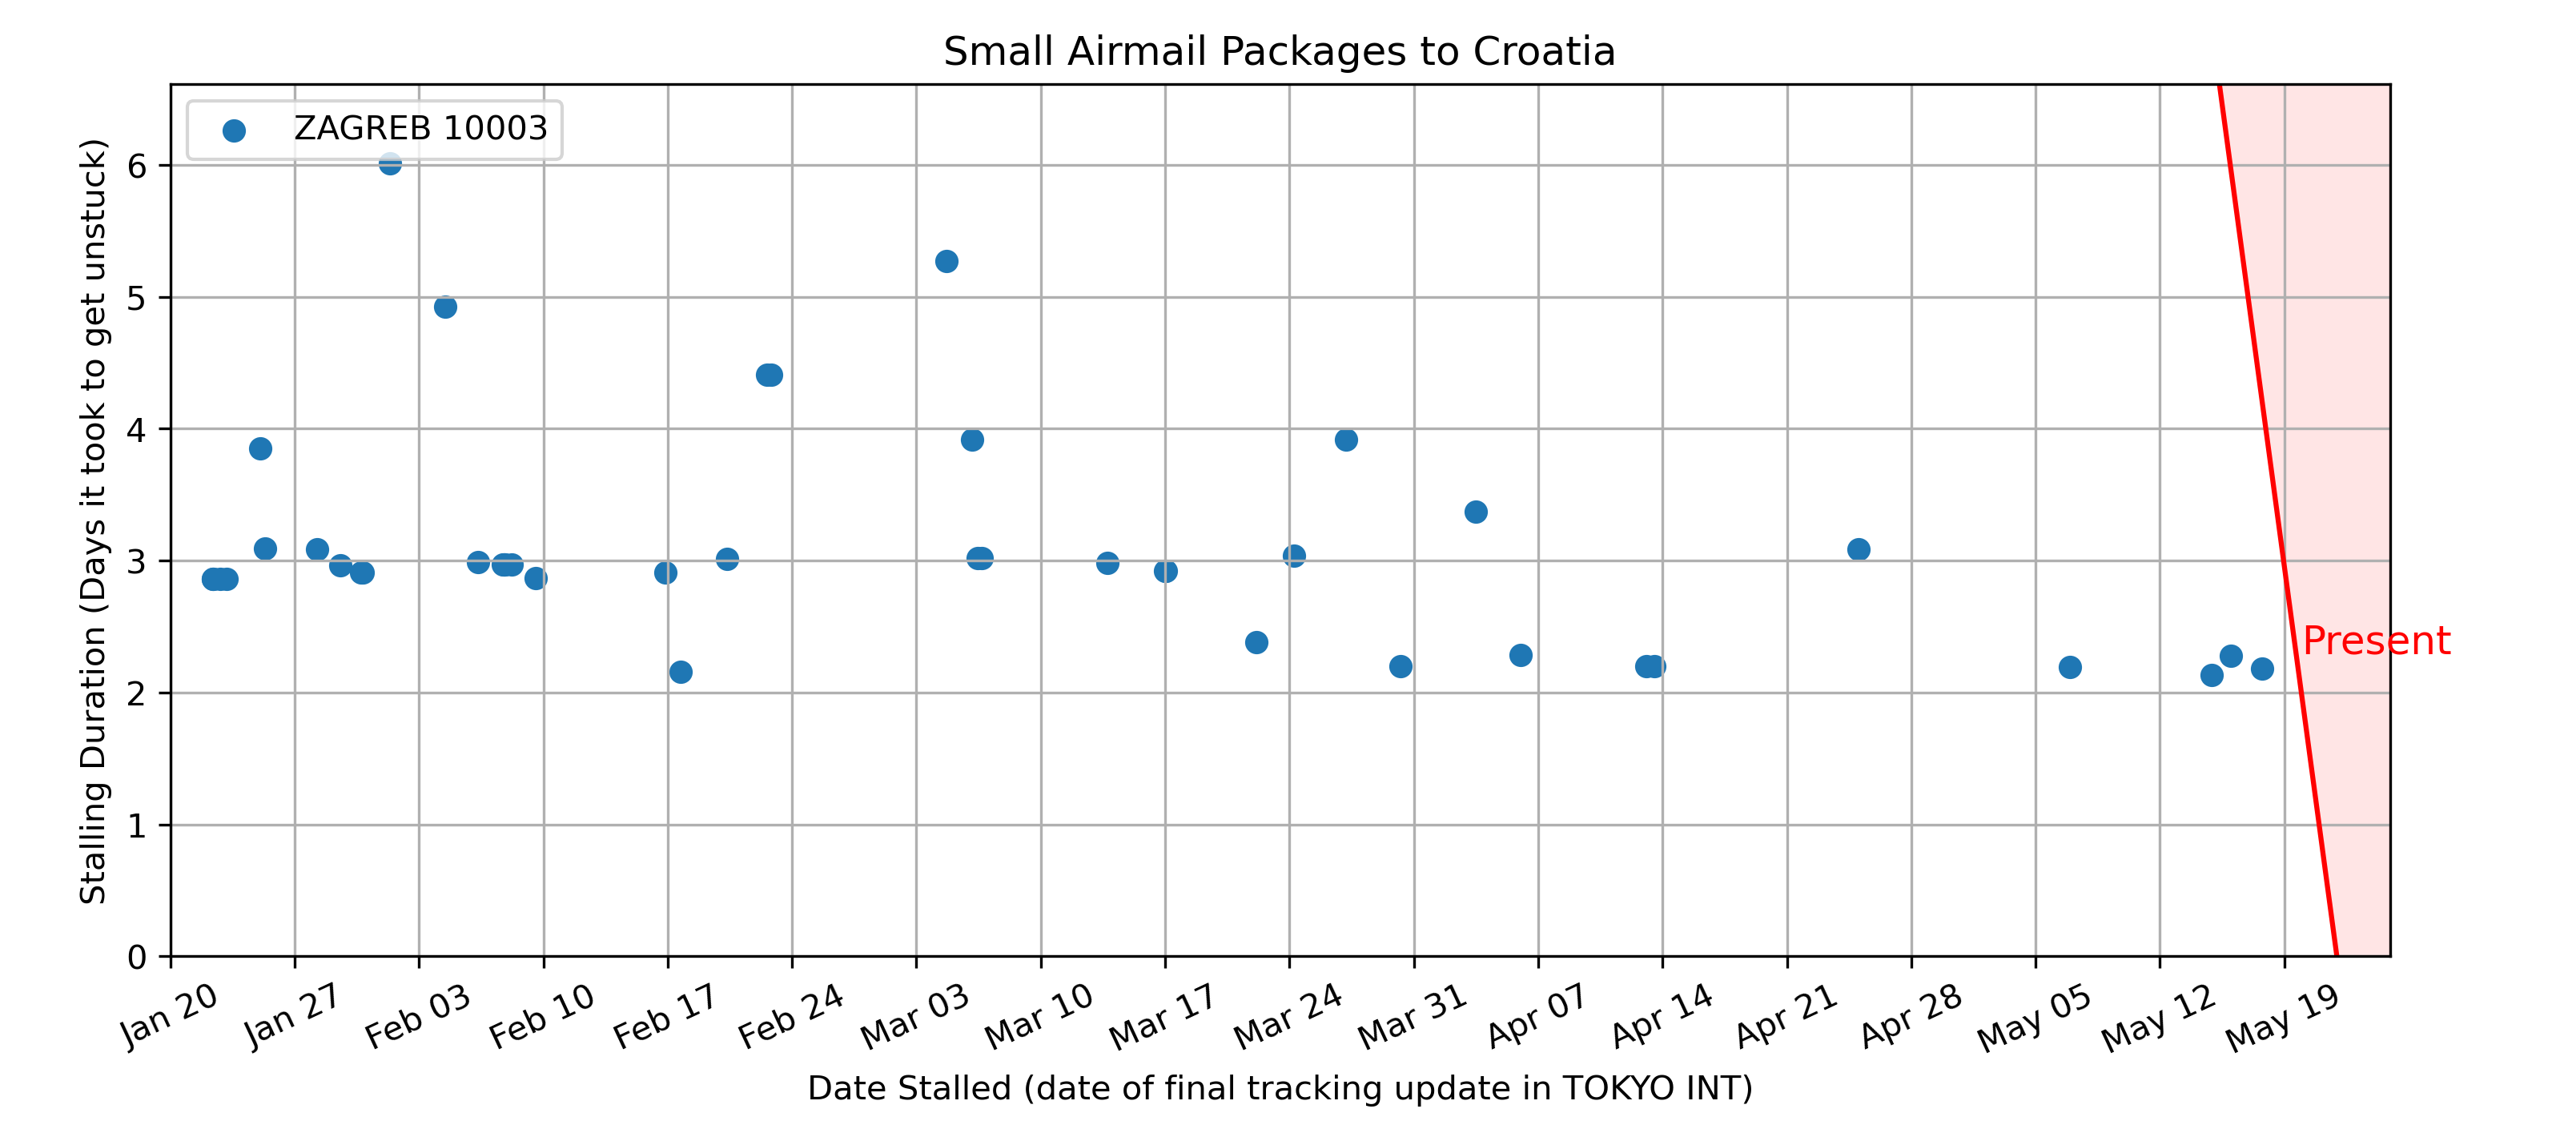 Small Airmail Packages to Croatia
ZAGREB 10003
Stalling Duration (Days it took to get unstuck)
6
5
4
3
2
1
0
Present
Jan 20
Jan 27
Feb 03
Feb 10
Feb 17
Feb 24
Mar 03
Mar 10
Mar 17
Mar 24
Mar 31
Apr 07
Apr 14
Apr 21
Apr 28
May 05
May 12
May 19
Date Stalled (date of final tracking update in TOKYO INT)